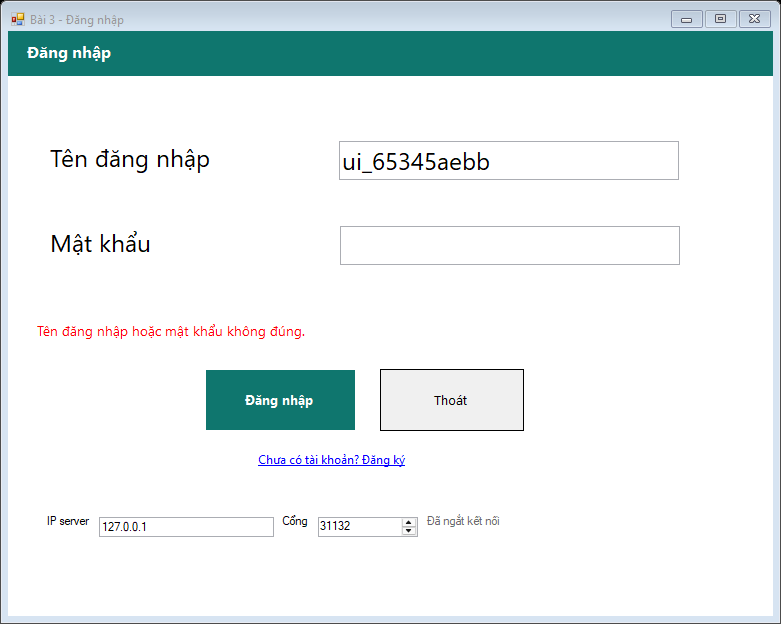 Bài 3 - Đăng nhập
Đăng nhập
Tên đăng nhập ui_65345aebb
Mật khẩu
Tên đăng nhập hoặc mật khẩu không đúng.
Đăng nhập Thoát
Chưa có tài khoản? Đăng ký
IP server 127.0.0.1 Cổng 31132 Đã ngắt kết nối